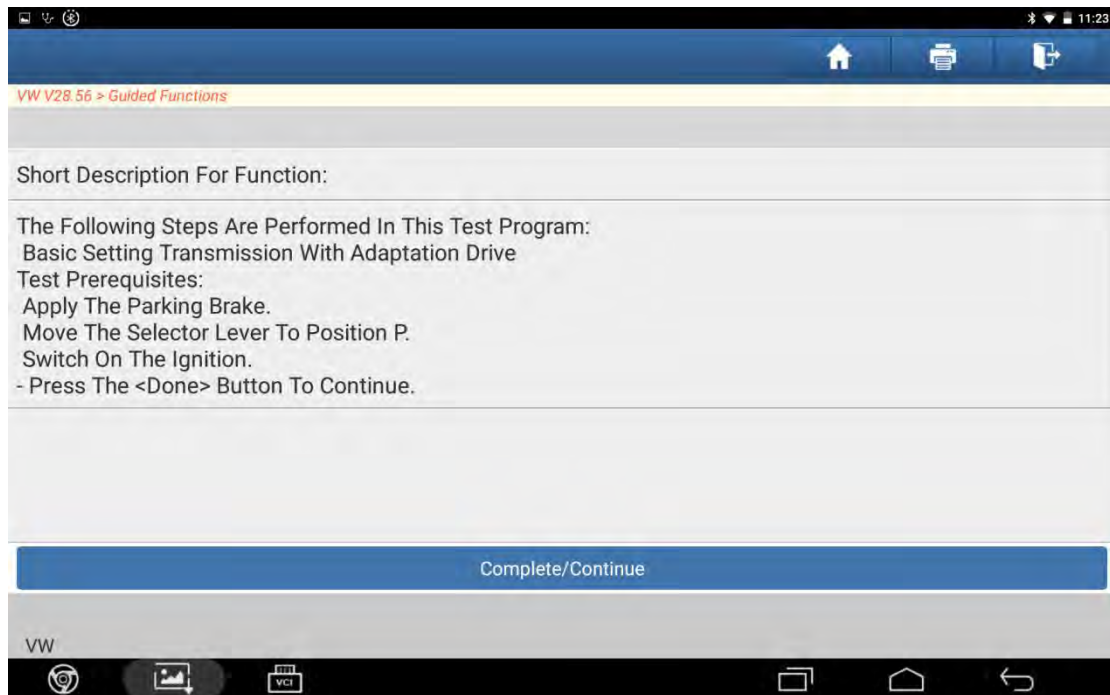 11:23
VW V28.56 > Guided Functions
Short Description For Function:
The Following Steps Are Performed In This Test Program:
Basic Setting Transmission With Adaptation Drive
Test Prerequisites:
Apply The Parking Brake.
Move The Selector Lever To Position P.
Switch On The Ignition.
- Press The <Done> Button To Continue.
Complete/Continue
VW
VCI